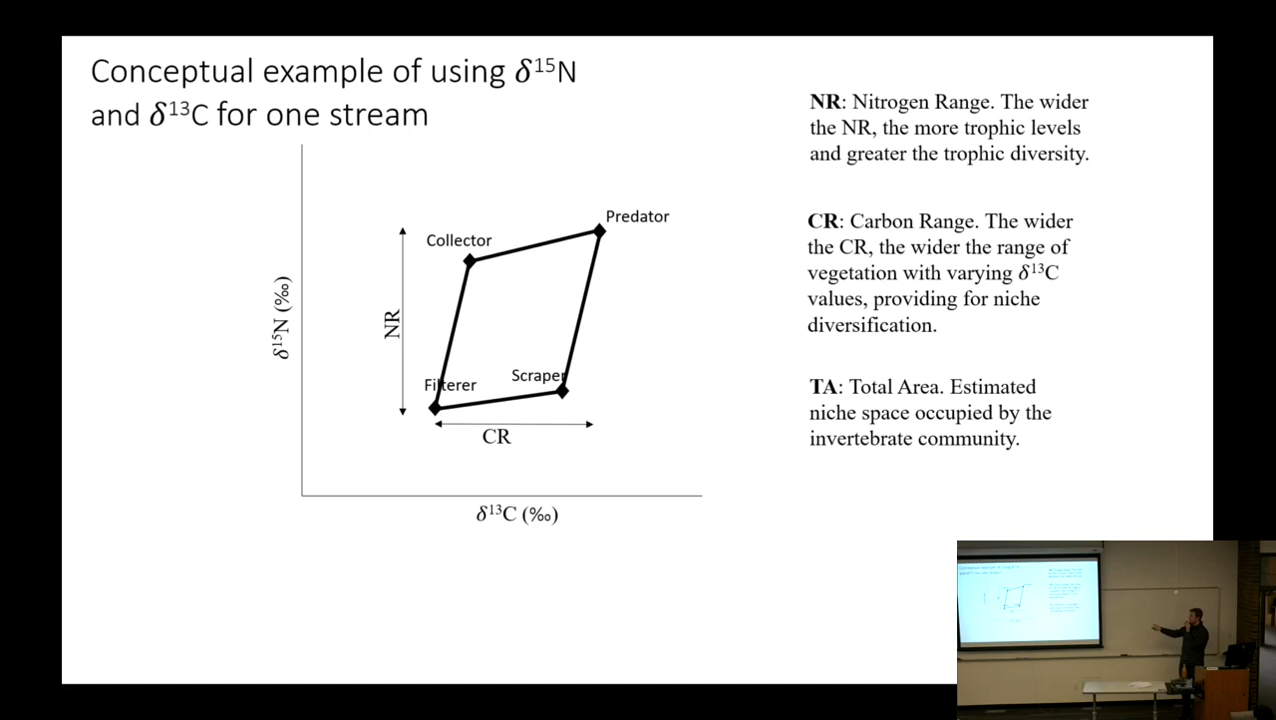 Conceptual example of using δ¹⁵N
and δ¹³C for one stream
NR: Nitrogen Range. The wider
the NR, the more trophic levels
and greater the trophic diversity.
CR: Carbon Range. The wider
the CR, the wider the range of
vegetation with varying δ¹³C
values, providing for niche
diversification.
TA: Total Area. Estimated
niche space occupied by the
invertebrate community.
Predator
Collector
δ¹⁵N (‰)
NR
Filterer
Scraper
CR
δ¹³C (‰)